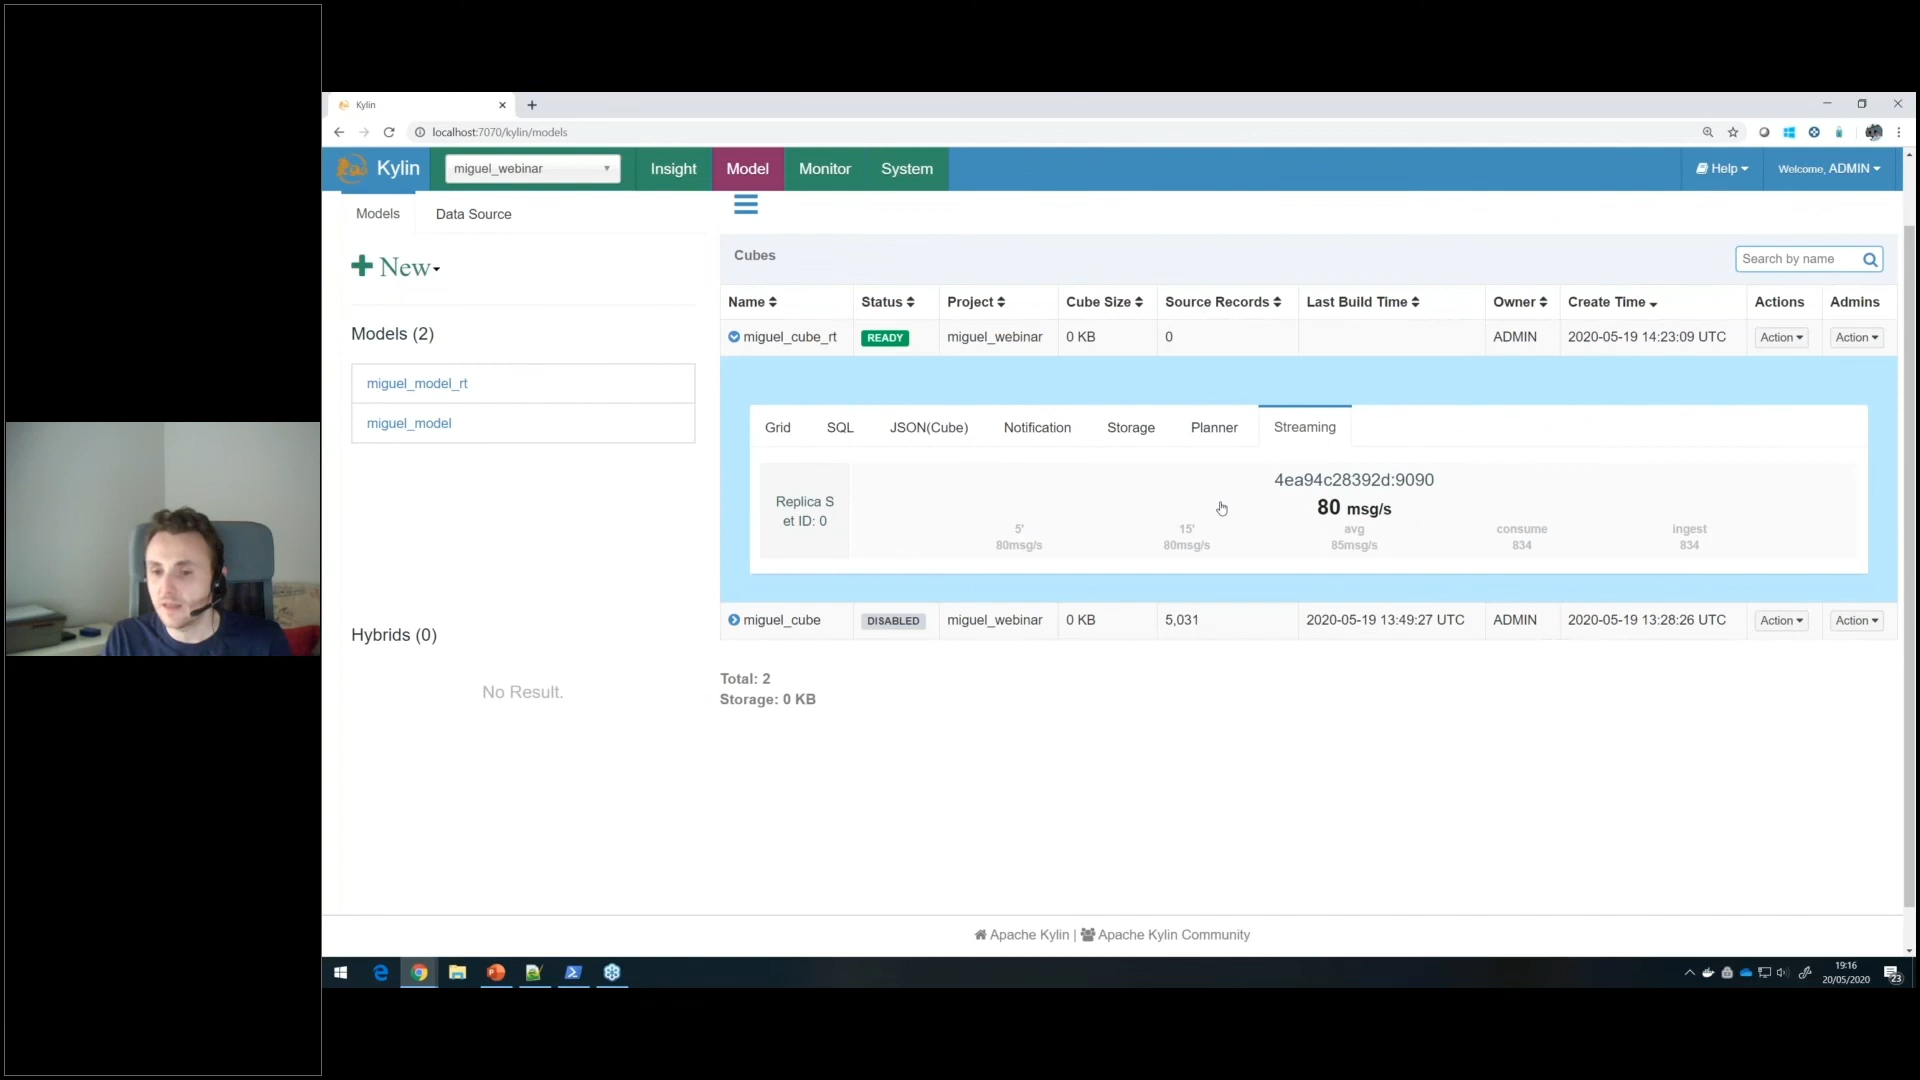 Kylin
localhost:7070/kylin/models
Kylin
miguel_webinar
Insight
Model
Monitor
System
Help
Welcome, ADMIN
Models
Data Source
New
Cubes
Search by name
Name
Status
Project
Cube Size
Source Records
Last Build Time
Owner
Create Time
Actions
Admins
miguel_cube_rt
READY
miguel_webinar
0 KB
0
ADMIN
2020-05-19 14:23:09 UTC
Action
Action
Models (2)
miguel_model_rt
miguel_model
Grid
SQL
JSON(Cube)
Notification
Storage
Planner
Streaming
Replica S
et ID: 0
4ea94c28392d:9090
80 msg/s
5'
80msg/s
15'
80msg/s
avg
85msg/s
consume
834
ingest
834
miguel_cube
DISABLED
miguel_webinar
0 KB
5,031
2020-05-19 13:49:27 UTC
ADMIN
2020-05-19 13:28:26 UTC
Action
Action
Hybrids (0)
No Result.
Total: 2
Storage: 0 KB
Apache Kylin | Apache Kylin Community
19:16
20/05/2020
23